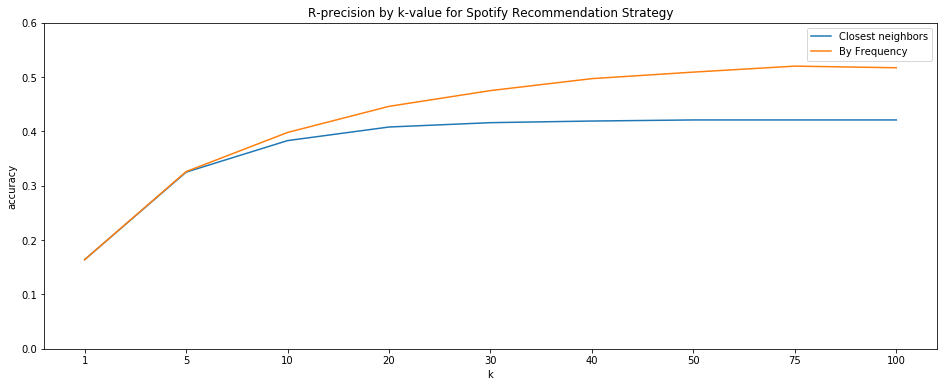 R-precision by k-value for Spotify Recommendation Strategy
Closest neighbors
By Frequency
0.6
0.5
0.4
0.3
0.2
0.1
0.0
accuracy
1 5 10 20 30 40 50 75 100
k